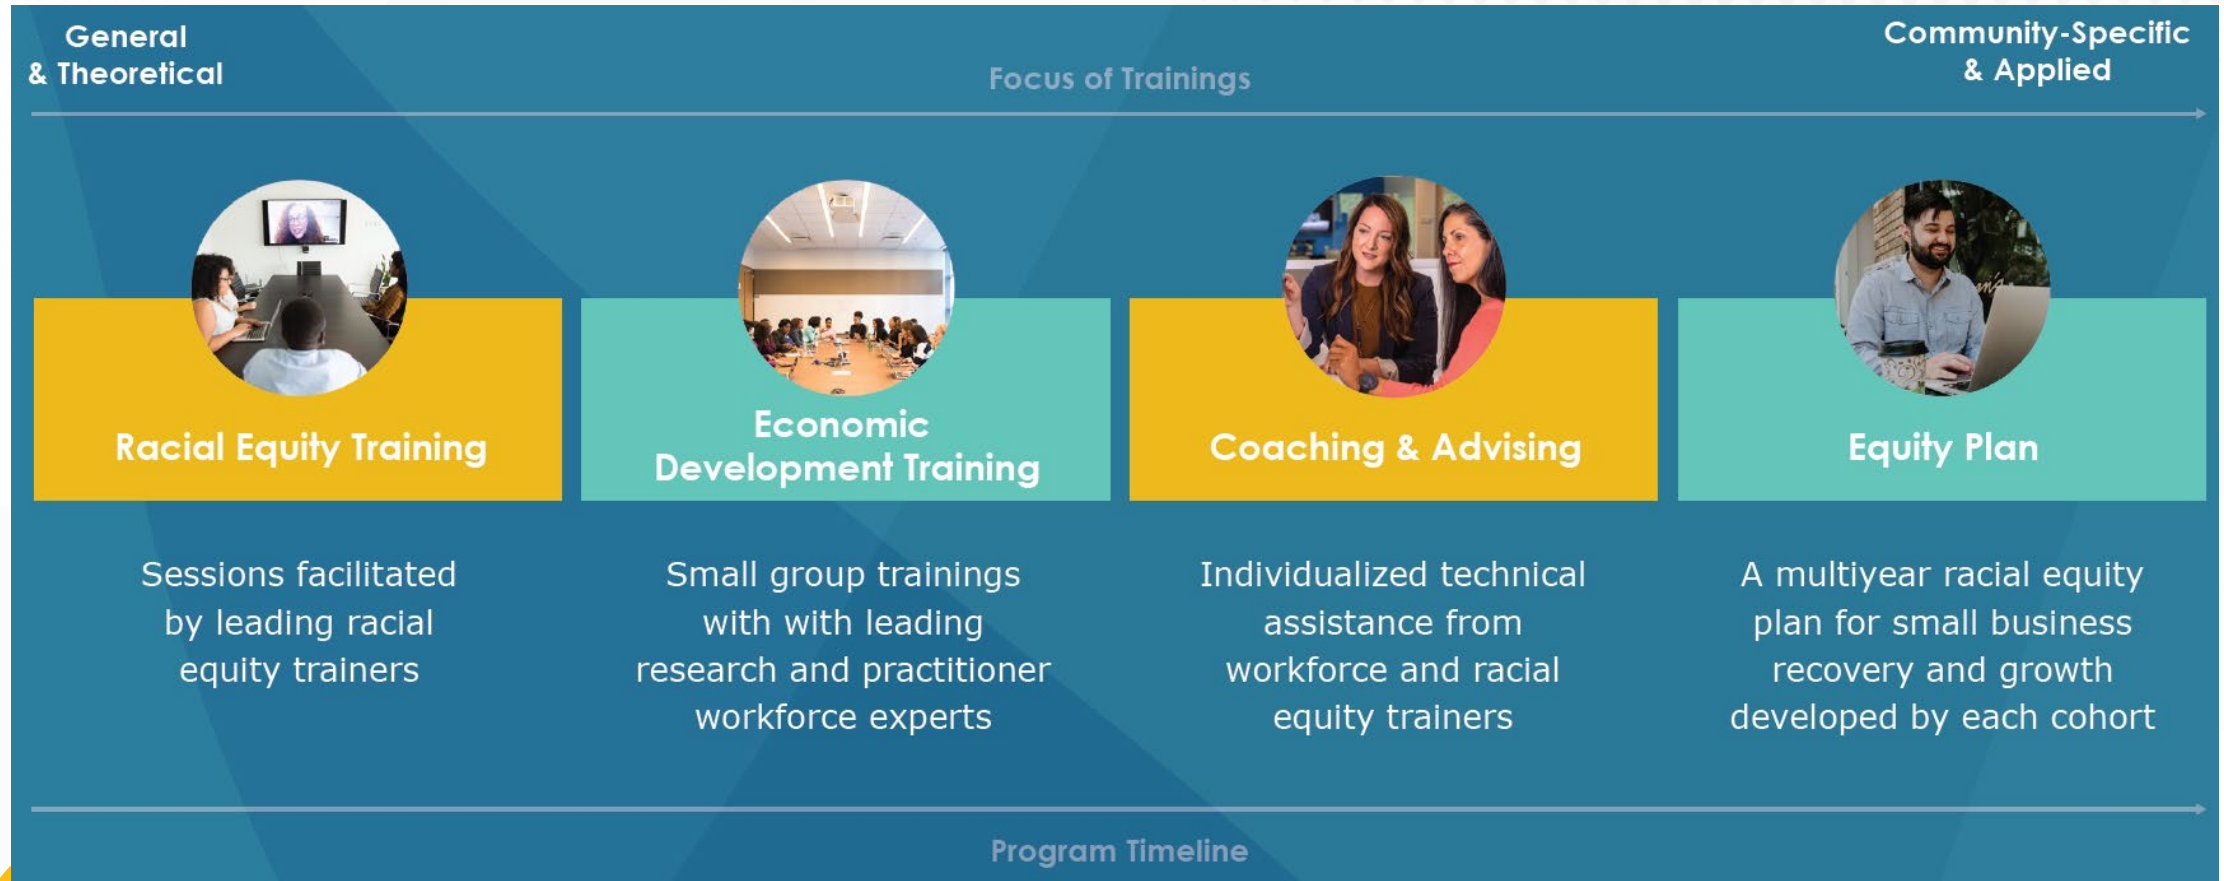 General
& Theoretical
Focus of Trainings
Community-Specific
& Applied
Racial Equity Training
Economic
Development Training
Coaching & Advising
Equity Plan
Sessions facilitated
by leading racial
equity trainers
Small group trainings
with with leading
research and practitioner
workforce experts
Individualized technical
assistance from
workforce and racial
equity trainers
A multiyear racial equity
plan for small business
recovery and growth
developed by each cohort
Program Timeline